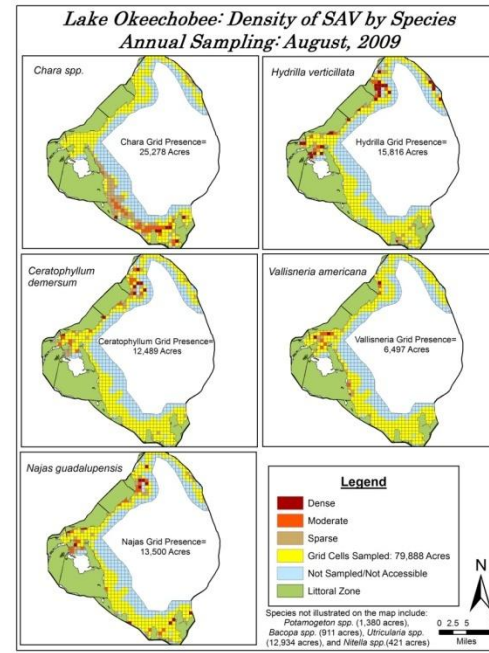 Lake Okeechobee: Density of SAV by Species
Annual Sampling: August, 2009
Chara spp.
Chara Grid Presence=
25,278 Acres
Hydrilla verticillata
Hydrilla Grid Presence=
15,816 Acres
Ceratophyllum
demersum
Ceratophyllum Grid Presence=
12,489 Acres
Vallisneria americana
Vallisneria Grid Presence=
6,497 Acres
Najas guadalupensis
Najas Grid Presence=
13,500 Acres
Legend
Dense
Moderate
Sparse
Grid Cells Sampled: 79,888 Acres
Not Sampled/Not Accessible
Littoral Zone
Species not illustrated on the map include:
Potamogeton spp. (1,380 acres),
Bacopa spp. (911 acres), Utricularia spp.
(12,934 acres), and Nitella spp.(421 acres)
N
0 2.5 5
Miles